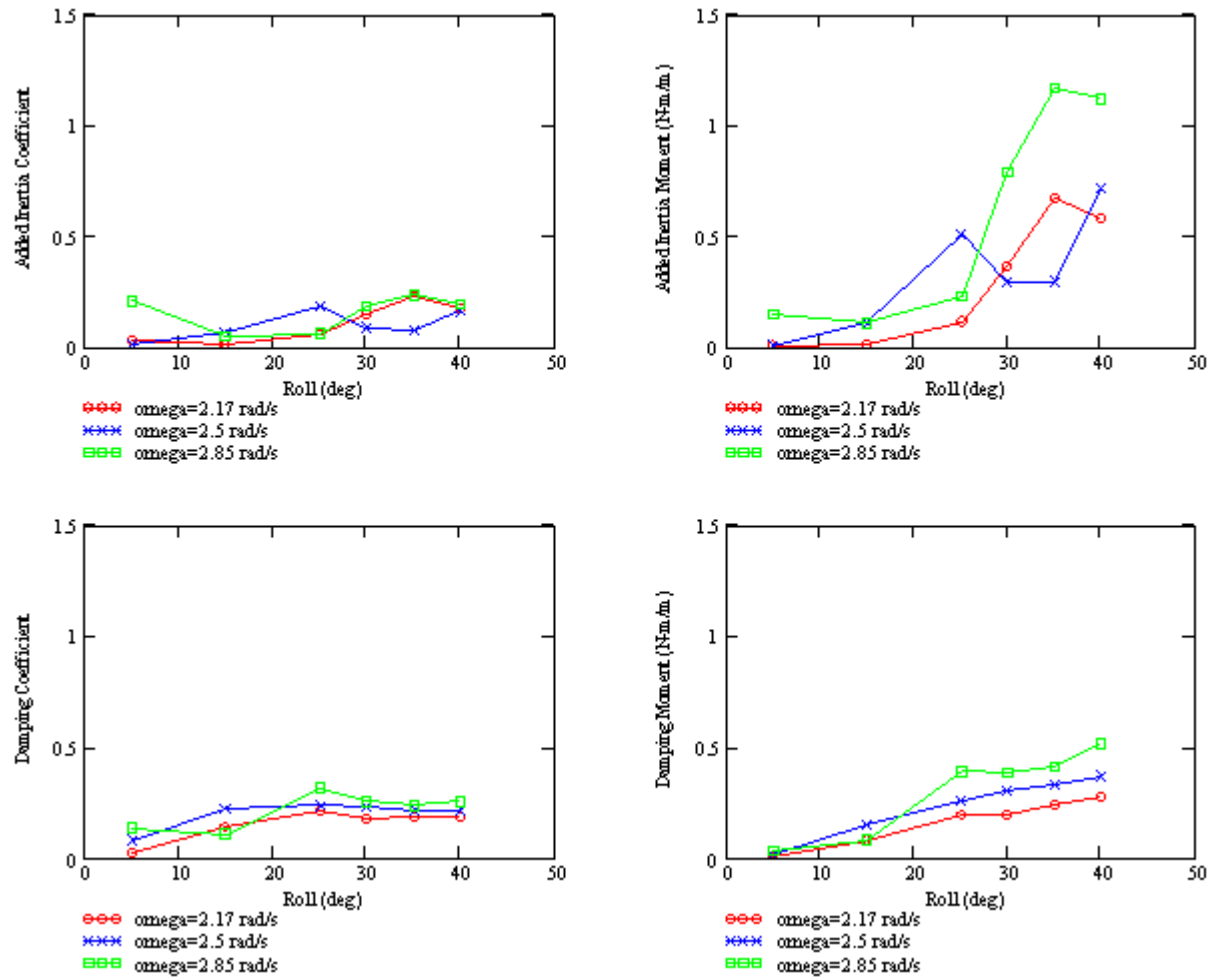 1.5
1
0.5
0
Added Inertia Coefficient
0 10 20 30 40 50
Roll (deg)
omega=2.17 rad/s
omega=2.5 rad/s
omega=2.85 rad/s
1.5
1
0.5
0
Added Inertia Moment (N-m/m)
0 10 20 30 40 50
Roll (deg)
omega=2.17 rad/s
omega=2.5 rad/s
omega=2.85 rad/s
1.5
1
0.5
0
Damping Coefficient
0 10 20 30 40 50
Roll (deg)
omega=2.17 rad/s
omega=2.5 rad/s
omega=2.85 rad/s
1.5
1
0.5
0
Damping Moment (N-m/m)
0 10 20 30 40 50
Roll (deg)
omega=2.17 rad/s
omega=2.5 rad/s
omega=2.85 rad/s